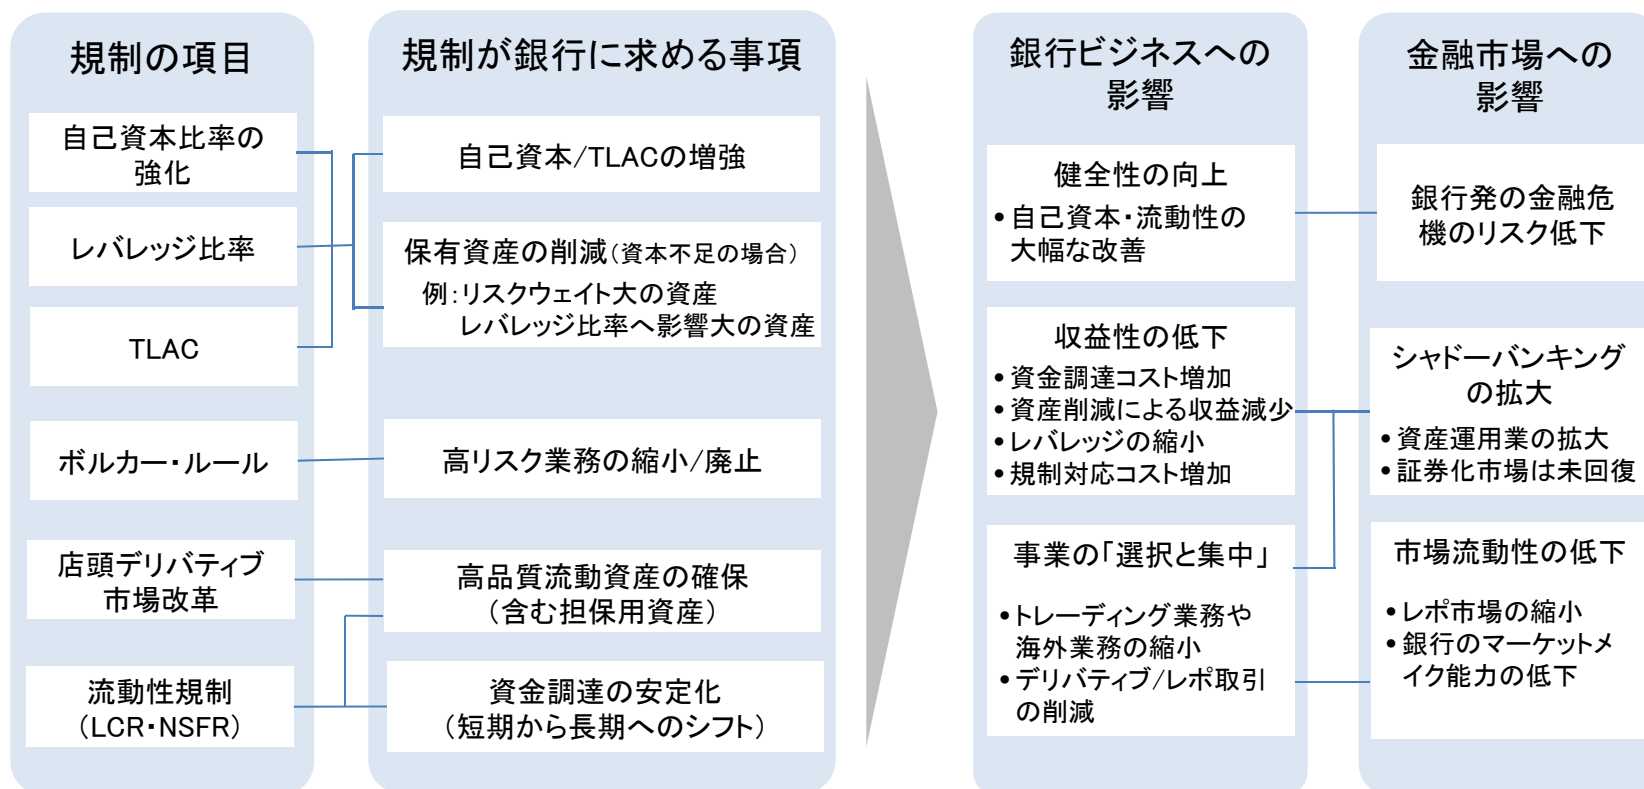 規制の項目
自己資本比率の
強化
レバレッジ比率
TLAC
ボルカー・ルール
店頭デリバティブ
市場改革
流動性規制
(LCR・NSFR)
規制が銀行に求める事項
自己資本/TLACの増強
保有資産の削減(資本不足の場合)
例:リスクウェイト大の資産
レバレッジ比率へ影響大の資産
高リスク業務の縮小/廃止
高品質流動資産の確保
(含む担保用資産)
資金調達の安定化
(短期から長期へのシフト)
銀行ビジネスへの
影響
健全性の向上
•自己資本・流動性の
大幅な改善
収益性の低下
•資金調達コスト増加
•資産削減による収益減少
•レバレッジの縮小
•規制対応コスト増加
事業の「選択と集中」
•トレーディング業務や
海外業務の縮小
•デリバティブ/レポ取引
の削減
金融市場への
影響
銀行発の金融危
機のリスク低下
シャドーバンキング
の拡大
•資産運用業の拡大
•証券化市場は未回復
市場流動性の低下
•レポ市場の縮小
•銀行のマーケットメ
イク能力の低下